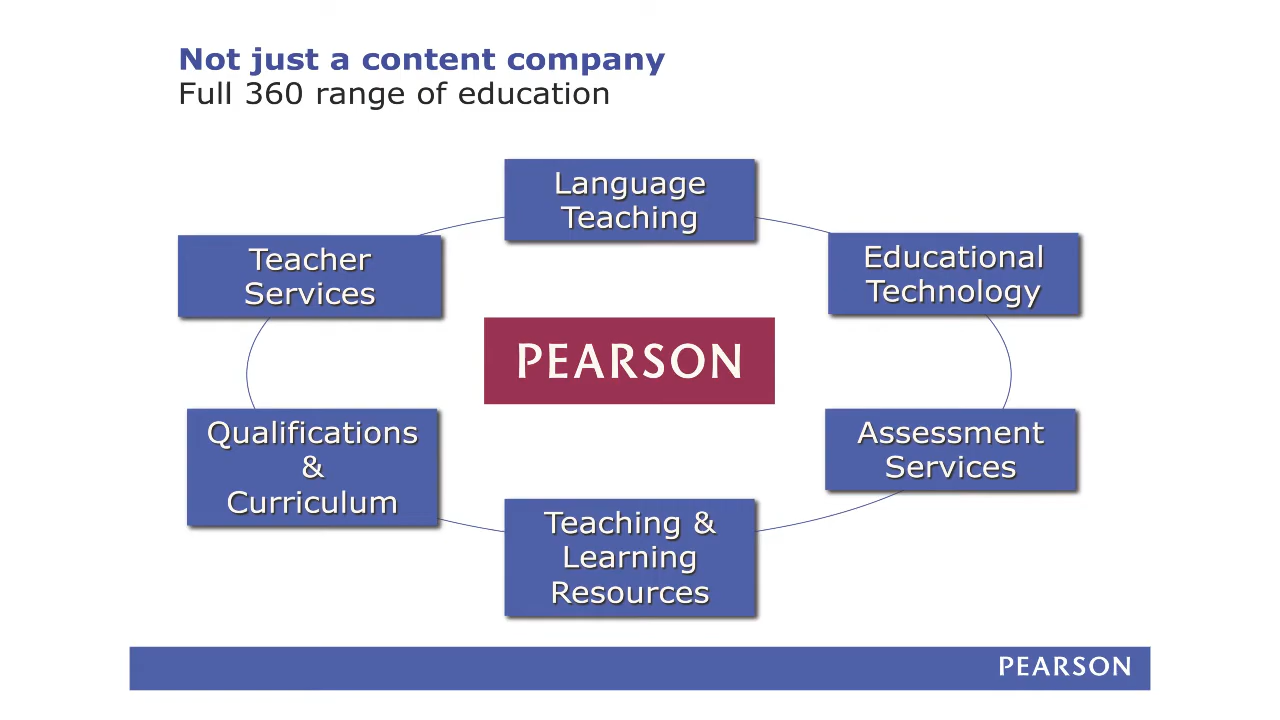 Not just a content company
Full 360 range of education
Language
Teaching
Teacher
Services
Educational
Technology
PEARSON
Qualifications
&
Curriculum
Assessment
Services
Teaching &
Learning
Resources
PEARSON